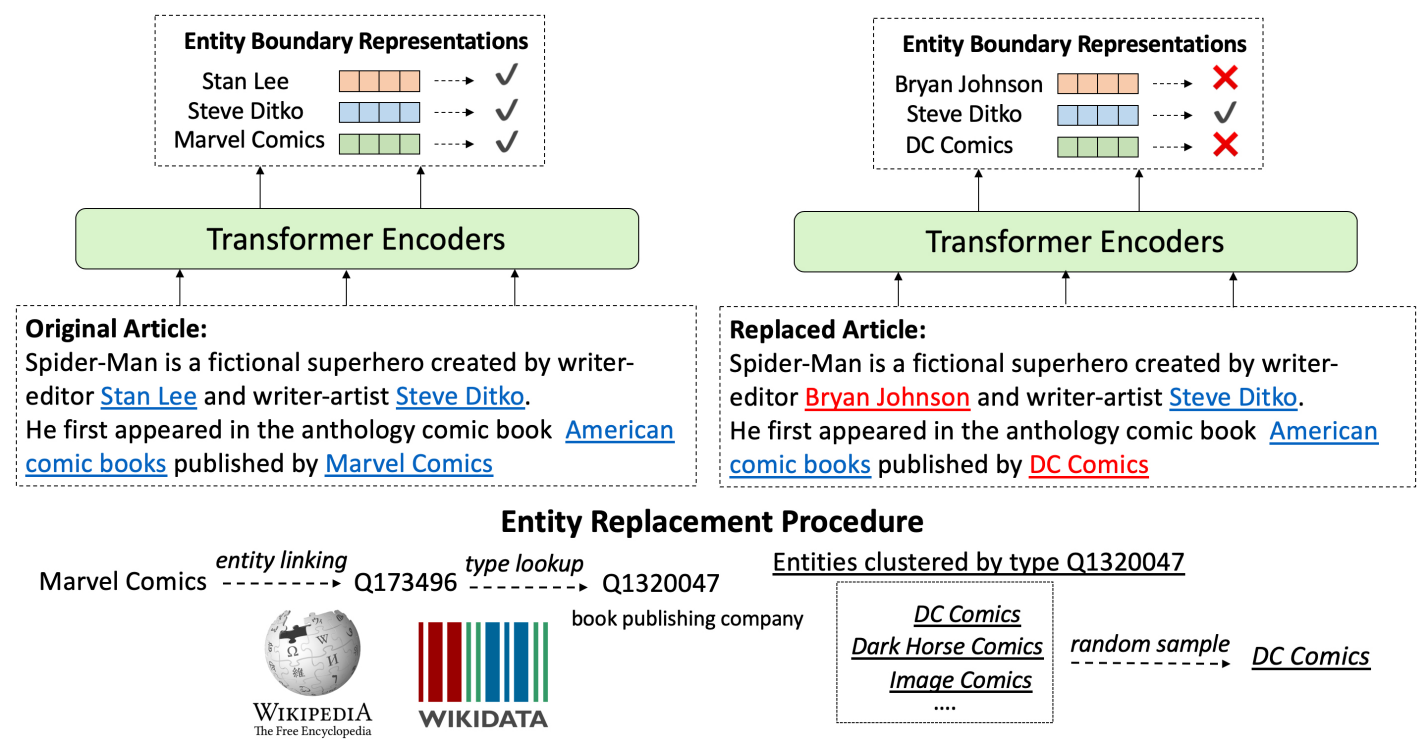 Entity Boundary Representations
Stan Lee
Steve Ditko
Marvel Comics
Transformer Encoders
Original Article:
Spider-Man is a fictional superhero created by writer-
editor Stan Lee and writer-artist Steve Ditko.
He first appeared in the anthology comic book American
comic books published by Marvel Comics
Entity Boundary Representations
Bryan Johnson
Steve Ditko
DC Comics
Transformer Encoders
Replaced Article:
Spider-Man is a fictional superhero created by writer-
editor Bryan Johnson and writer-artist Steve Ditko.
He first appeared in the anthology comic book American
comic books published by DC Comics
Entity Replacement Procedure
Marvel Comics
entity linking
Q173496
type lookup
Q1320047
book publishing company
WIKIPEDIA
The Free Encyclopedia
WIKIDATA
Entities clustered by type Q1320047
DC Comics
Dark Horse Comics
Image Comics
....
random sample
DC Comics